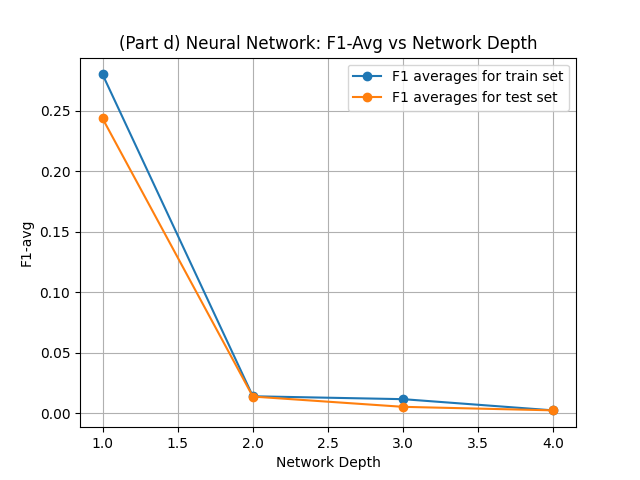 (Part d) Neural Network: F1-Avg vs Network Depth
F1 averages for train set
F1 averages for test set
F1-avg
0.25
0.20
0.15
0.10
0.05
0.00
1.0 1.5 2.0 2.5 3.0 3.5 4.0
Network Depth